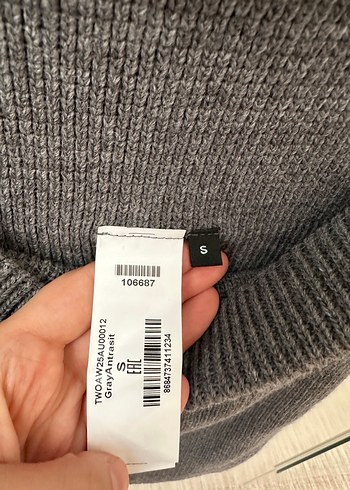 106687
S
TWOAW25AU00012
GrayAntrasit
S
EAC
8684737411234